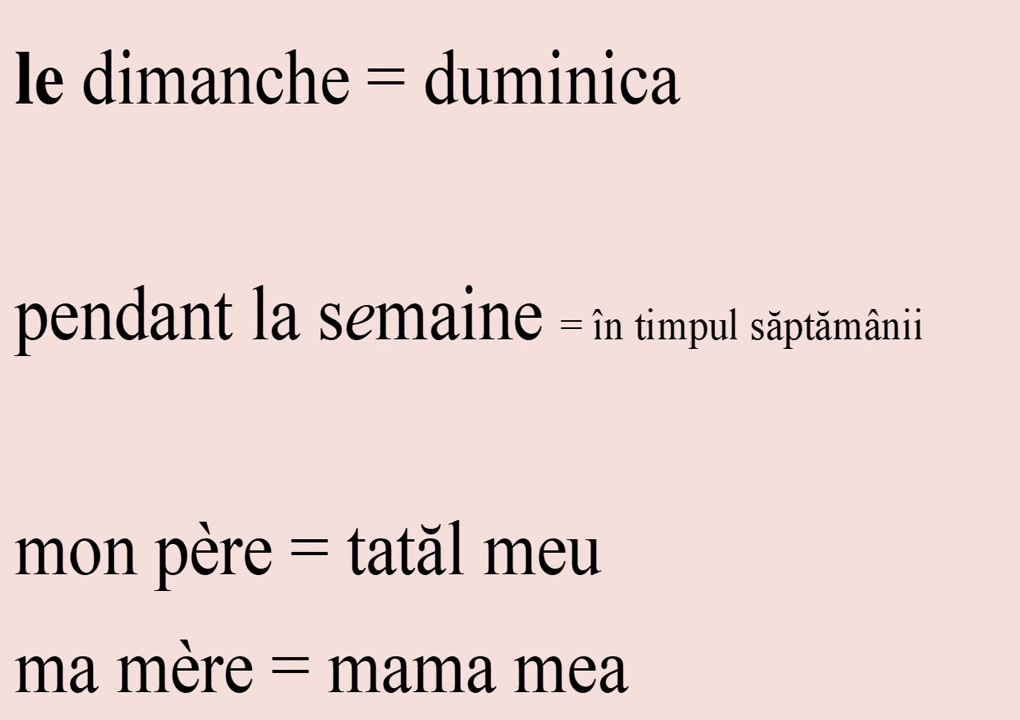 le dimanche = duminica
pendant la semaine = în timpul săptămânii
mon père = tatăl meu
ma mère = mama mea